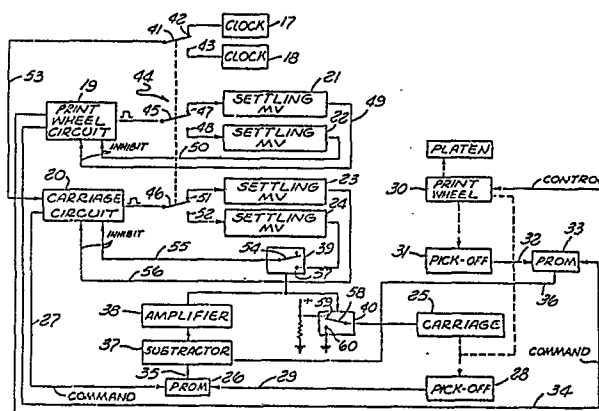 41
42
CLOCK
17
43
CLOCK
18
53
44
21
19
PRINT
WHEEL
CIRCUIT
45
47
SETTLING
MV
49
48
SETTLING
MV
22
INHIBIT
50
PLATEN
20
CARRIAGE
CIRCUIT
46
51
SETTLING
MV
23
52
SETTLING
MV
24
30
PRINT
WHEEL
CONTROL
INHIBIT
55
54
39
57
56
31
PICK-OFF
32
33
PROM
36
27
38
AMPLIFIER
+
59
58
40
60
25
CARRIAGE
37
SUBTRACTOR
35
COMMAND
PROM
26
29
PICK-OFF
28
COMMAND
34